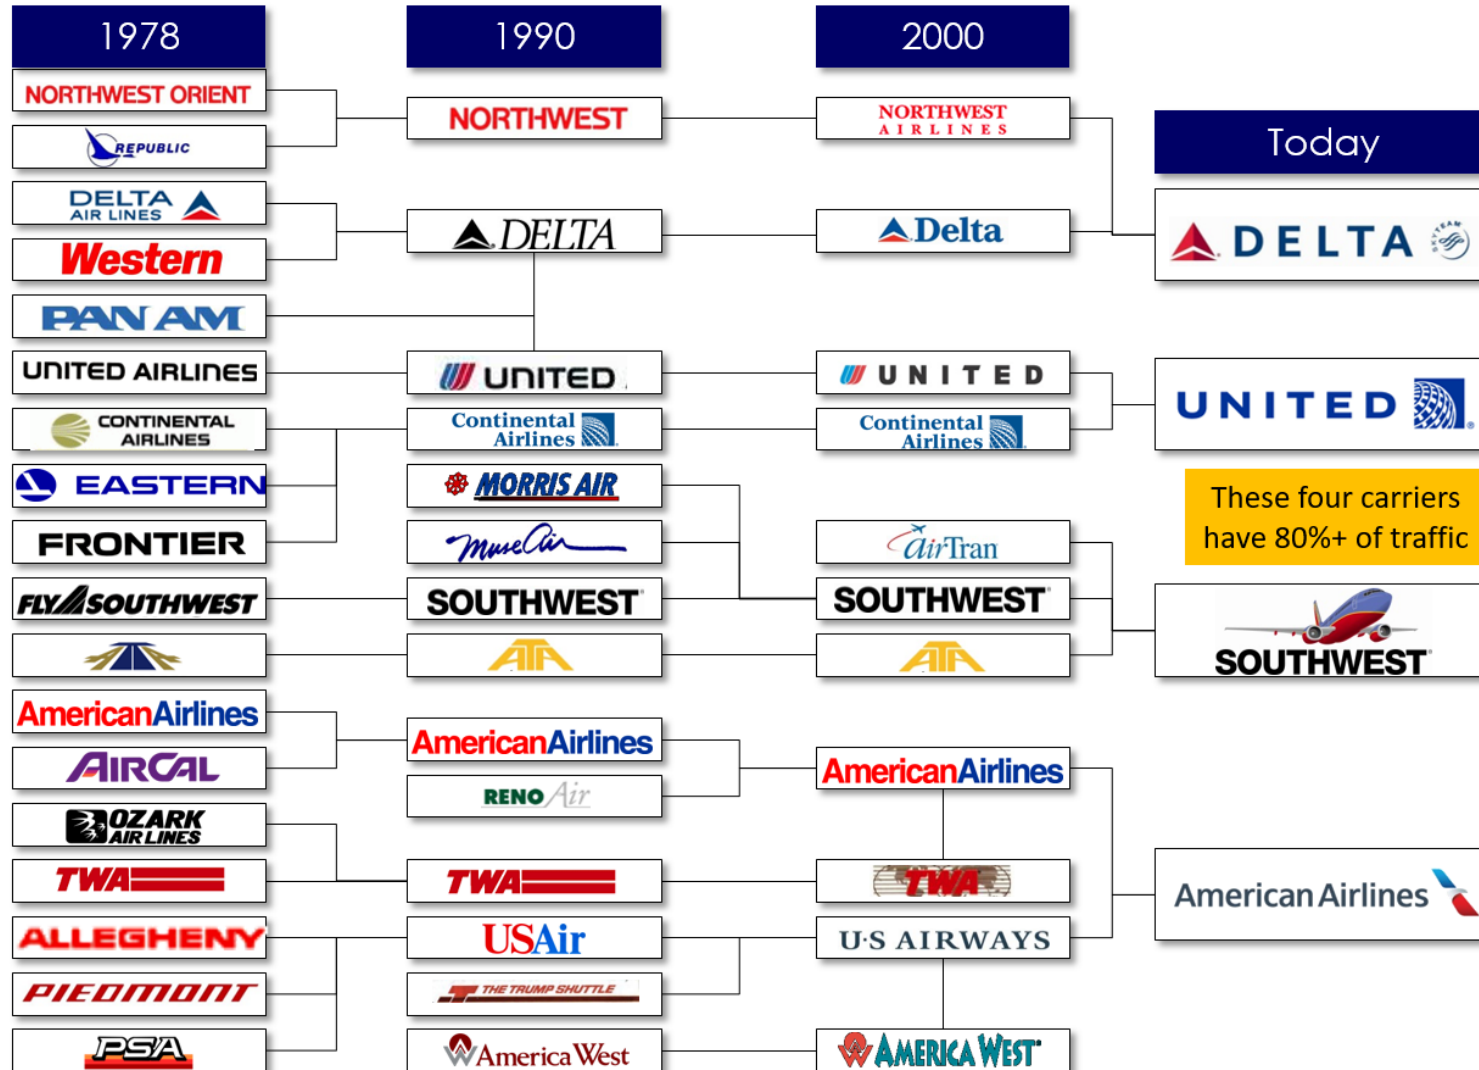 1978
NORTHWEST ORIENT
REPUBLIC
DELTA
AIR LINES
Western
PAN AM
UNITED AIRLINES
CONTINENTAL
AIRLINES
EASTERN
FRONTIER
FLY SOUTHWEST
ATA
AmericanAirlines
AIRCAL
OZARK
AIR LINES
TWA
ALLEGHENY
PIEDMONT
PSA
1990
NORTHWEST
DELTA
UNITED
Continental
Airlines
MORRIS AIR
MuseAir
SOUTHWEST
ATA
AmericanAirlines
RENO Air
TWA
USAir
THE TRUMP SHUTTLE
America West
2000
NORTHWEST
AIRLINES
Delta
UNITED
Continental
Airlines
airTran
SOUTHWEST
ATA
AmericanAirlines
TWA
U·S AIRWAYS
AMERICA WEST
Today
DELTA SKYTEAM
UNITED
These four carriers
have 80%+ of traffic
SOUTHWEST
American Airlines